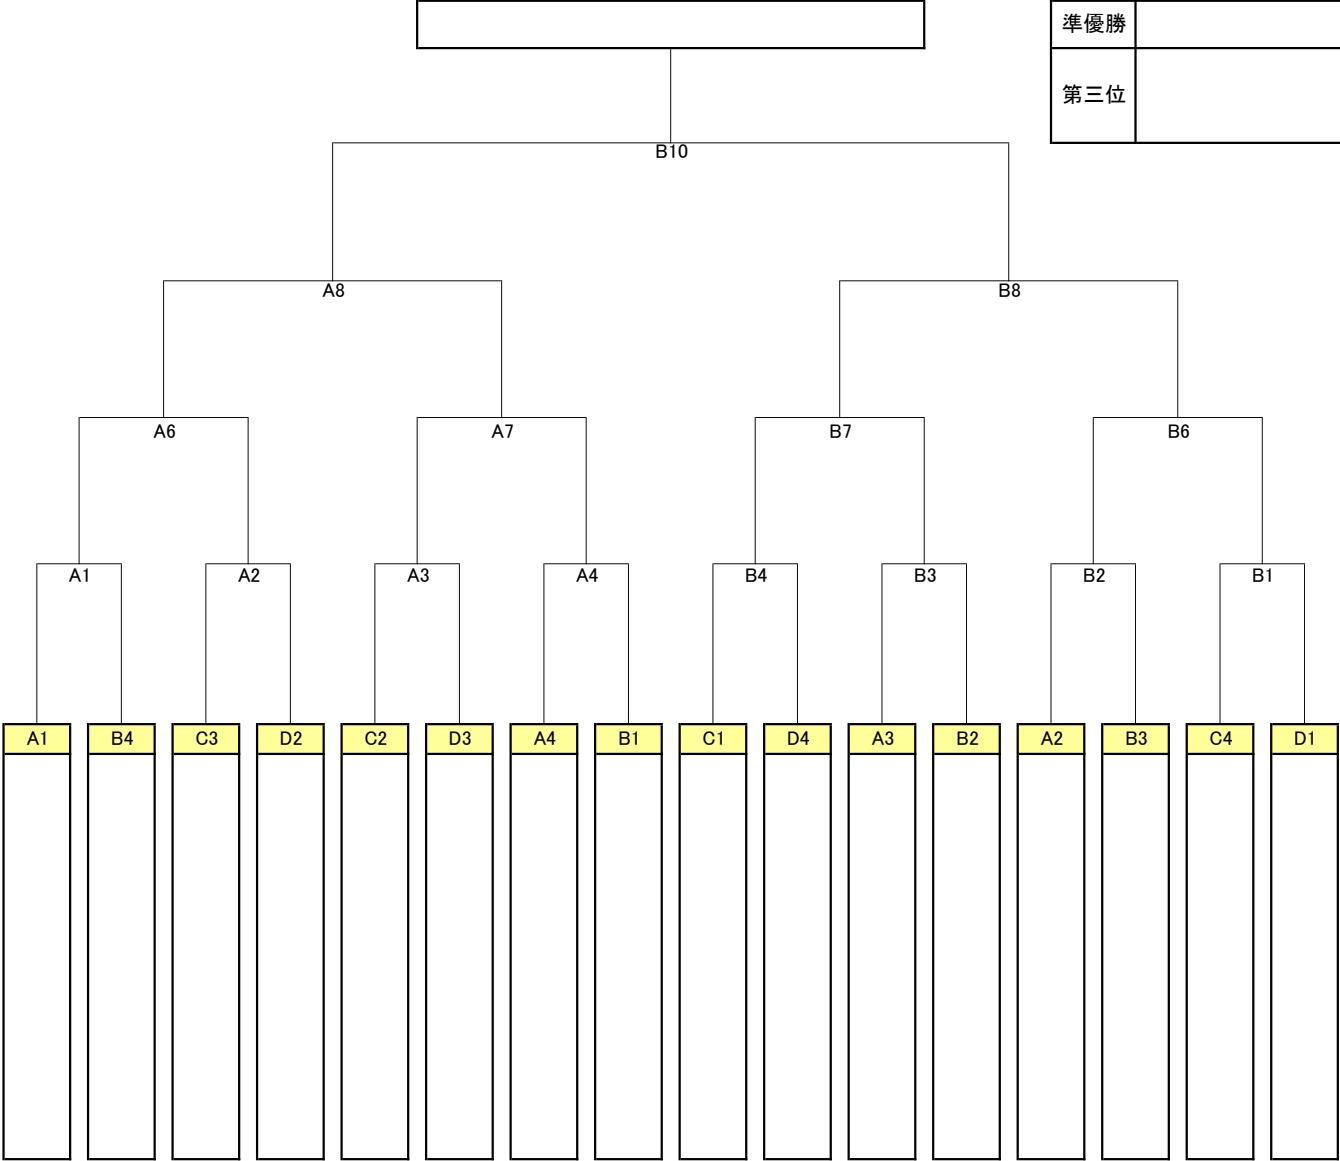 準優勝
第三位
B10
A8 B8
A6 A7 B7 B6
A1 A2 A3 A4 B4 B3 B2 B1
A1 B4 C3 D2 C2 D3 A4 B1 C1 D4 A3 B2 A2 B3 C4 D1